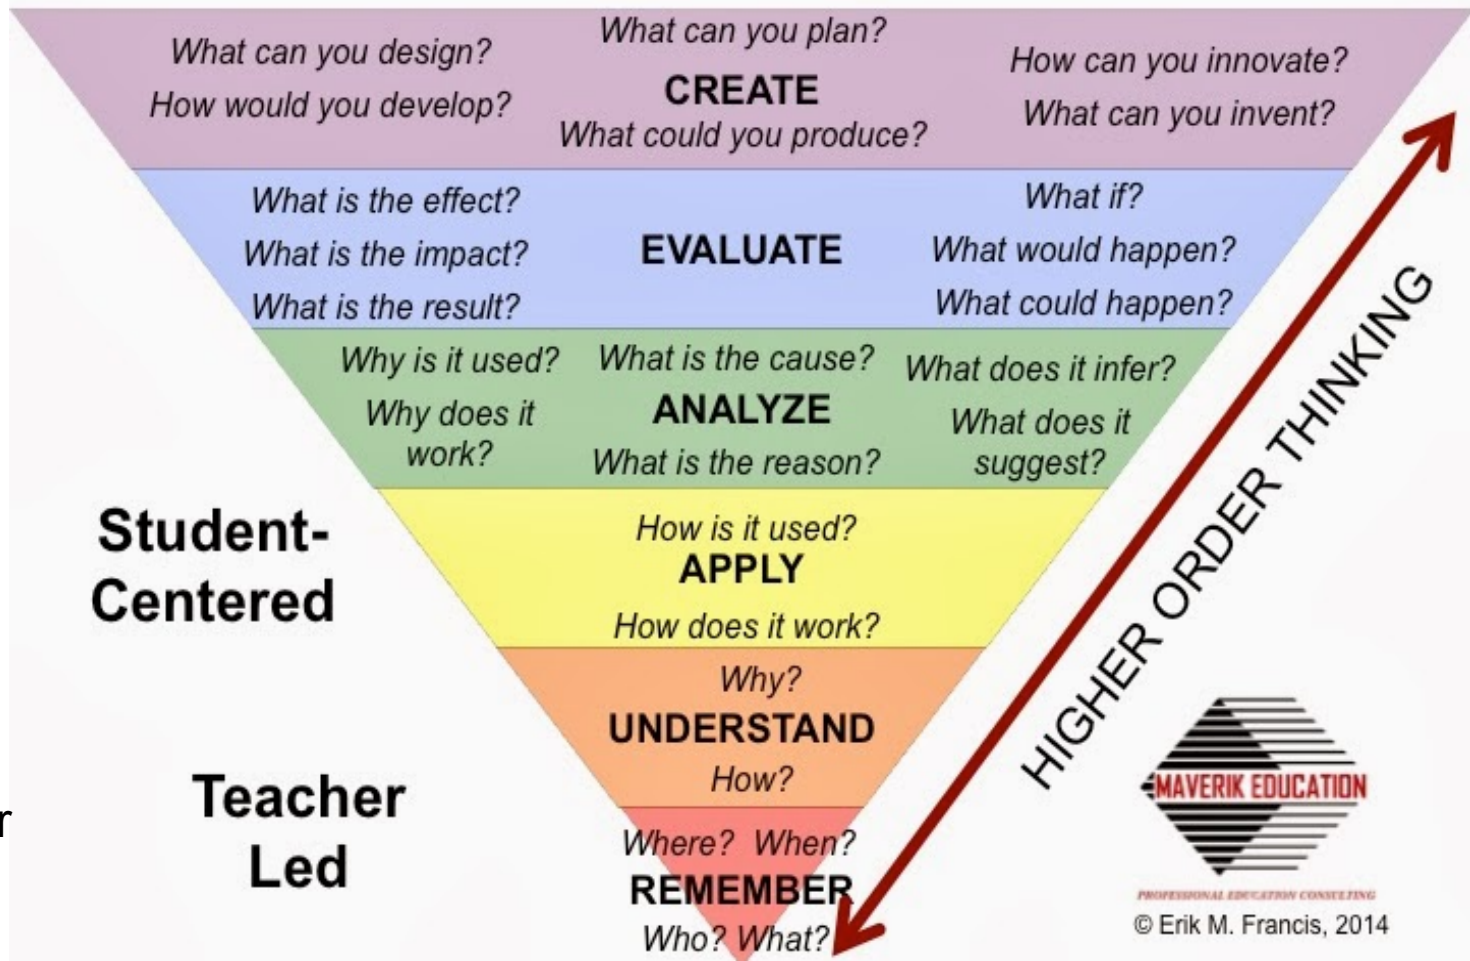 What can you design?
How would you develop?
What can you plan?
CREATE
What could you produce?
How can you innovate?
What can you invent?
What is the effect?
What is the impact?
What is the result?
EVALUATE
What if?
What would happen?
What could happen?
Why is it used?
Why does it
work?
What is the cause?
ANALYZE
What is the reason?
What does it infer?
What does it
suggest?
Student-
Centered
How is it used?
APPLY
How does it work?
Why?
UNDERSTAND
How?
Teacher
Led
r
Where? When?
REMEMBER
Who? What?
HIGHER ORDER THINKING
MAVERIK EDUCATION
PROFESSIONAL EDUCATION CONSULTING
© Erik M. Francis, 2014